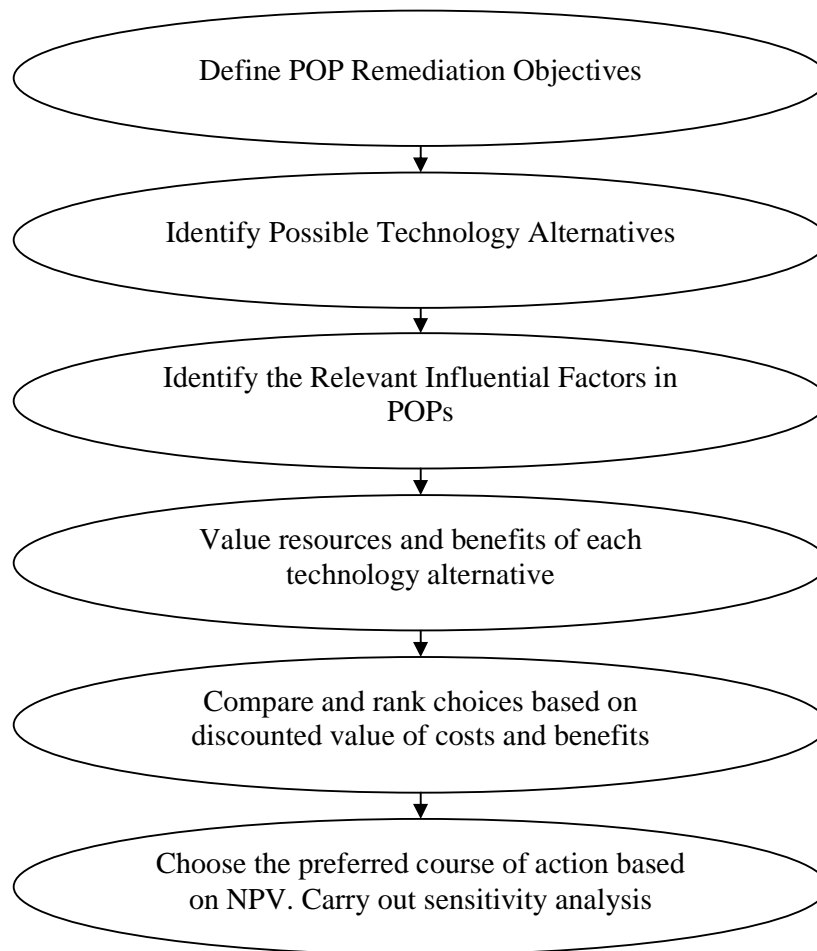 Define POP Remediation Objectives
Identify Possible Technology Alternatives
Identify the Relevant Influential Factors in
POPs
Value resources and benefits of each
technology alternative
Compare and rank choices based on
discounted value of costs and benefits
Choose the preferred course of action based
on NPV. Carry out sensitivity analysis